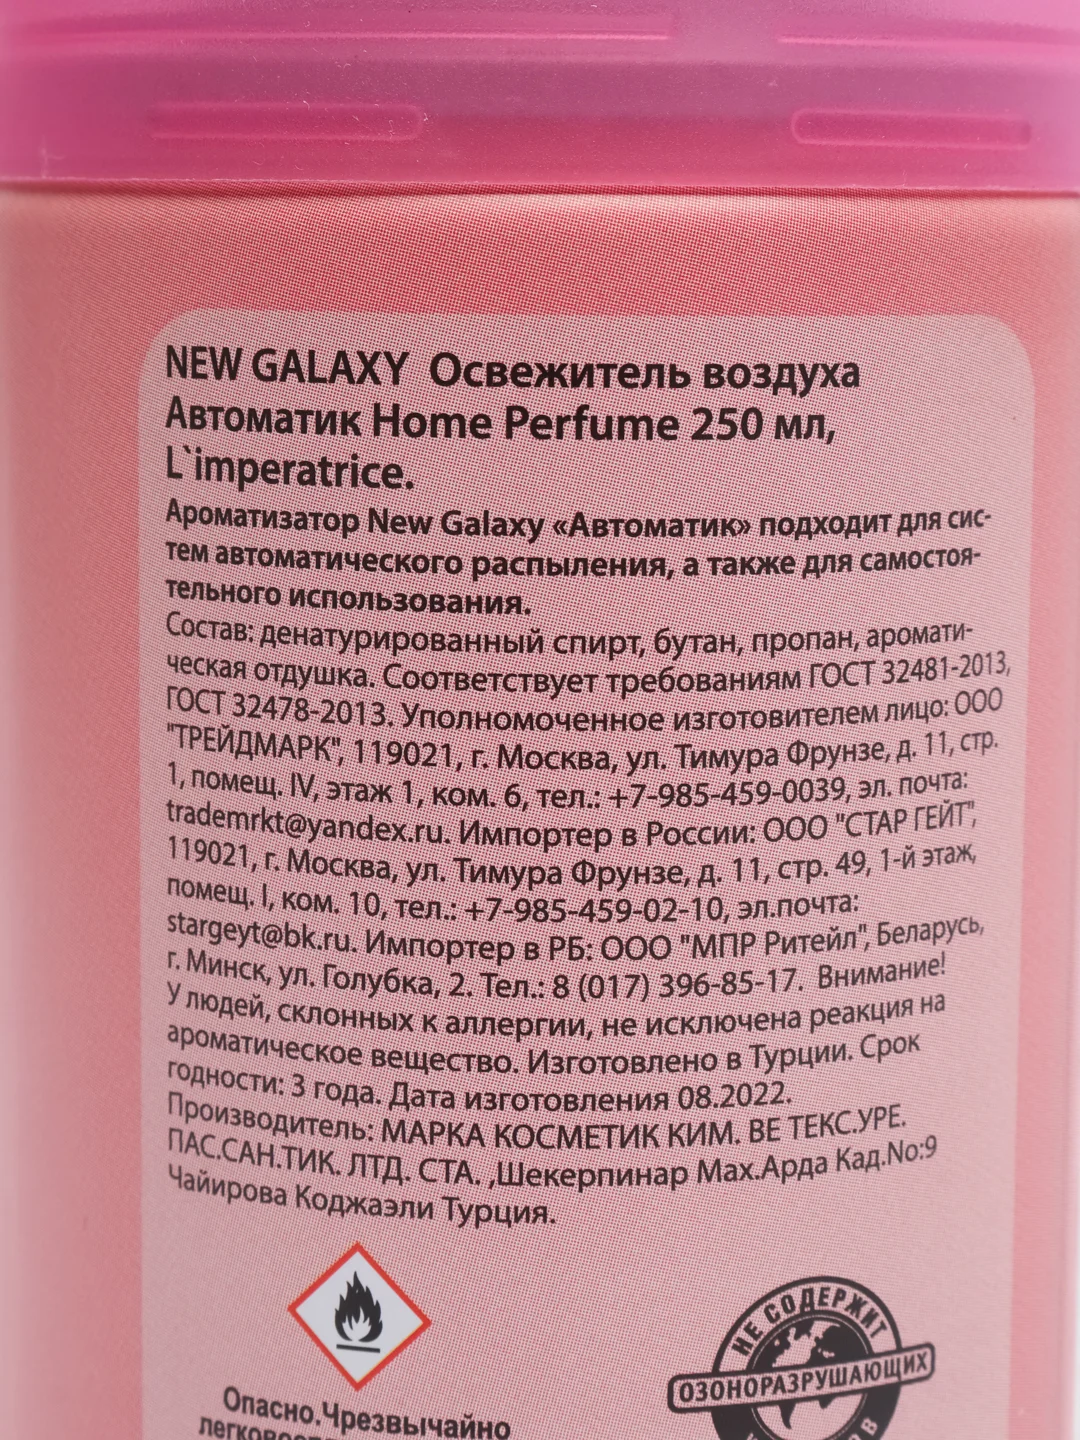 NEW GALAXY Освежитель воздуха
Автоматик Home Perfume 250 мл,
L`imperatrice.
Ароматизатор New Galaxy «Автоматик» подходит для сис-
тем автоматического распыления, а также для самостоя-
тельного использования.
Состав: денатурированный спирт, бутан, пропан, аромати-
ческая отдушка. Соответствует требованиям ГОСТ 32481-2013,
ГОСТ 32478-2013. Уполномоченное изготовителем лицо: ООО
"ТРЕЙДМАРК", 119021, г. Москва, ул. Тимура Фрунзе, д. 11, стр.
1, помещ. IV, этаж 1, ком. 6, тел.: +7-985-459-0039, эл. почта:
trademrkt@yandex.ru. Импортер в России: ООО "СТАР ГЕЙТ",
119021, г. Москва, ул. Тимура Фрунзе, д. 11, стр. 49, 1-й этаж,
помещ. I, ком. 10, тел.: +7-985-459-02-10, эл.почта:
stargeyt@bk.ru. Импортер в РБ: ООО "МПР Ритейл", Беларусь,
г. Минск, ул. Голубка, 2. Тел.: 8 (017) 396-85-17. Внимание!
У людей, склонных к аллергии, не исключена реакция на
ароматическое вещество. Изготовлено в Турции. Срок
годности: 3 года. Дата изготовления 08.2022.
Производитель: МАРКА КОСМЕТИК КИМ. ВЕ ТЕКС.УРЕ.
ПАС.САН.ТИК. ЛТД. СТА. ,Шекерпинар Мах.Арда Кад.No:9
Чайирова Коджаэли Турция.
НЕ СОДЕРЖИТ
ОЗОНОРАЗРУШАЮЩИХ
Опасно.Чрезвычайно